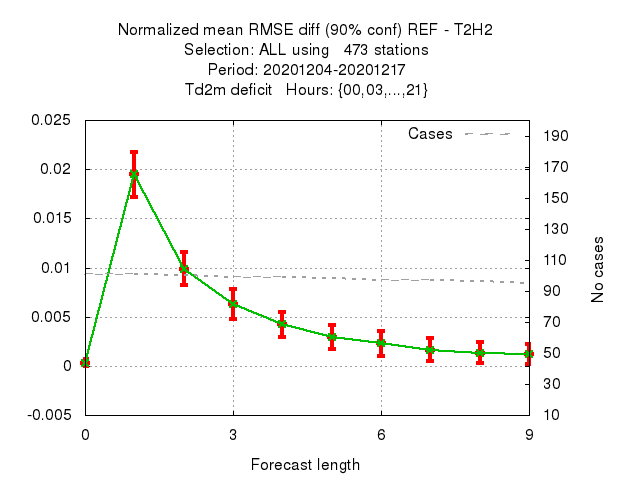 Normalized mean RMSE diff (90% conf) REF - T2H2
Selection: ALL using   473 stations
Period: 20201204-20201217
Td2m deficit   Hours: {00,03,...,21}
Cases
0.025
0.02
0.015
0.01
0.005
0
-0.005
190
170
150
130
110
90
70
50
30
10
No cases
0 3 6 9
Forecast length